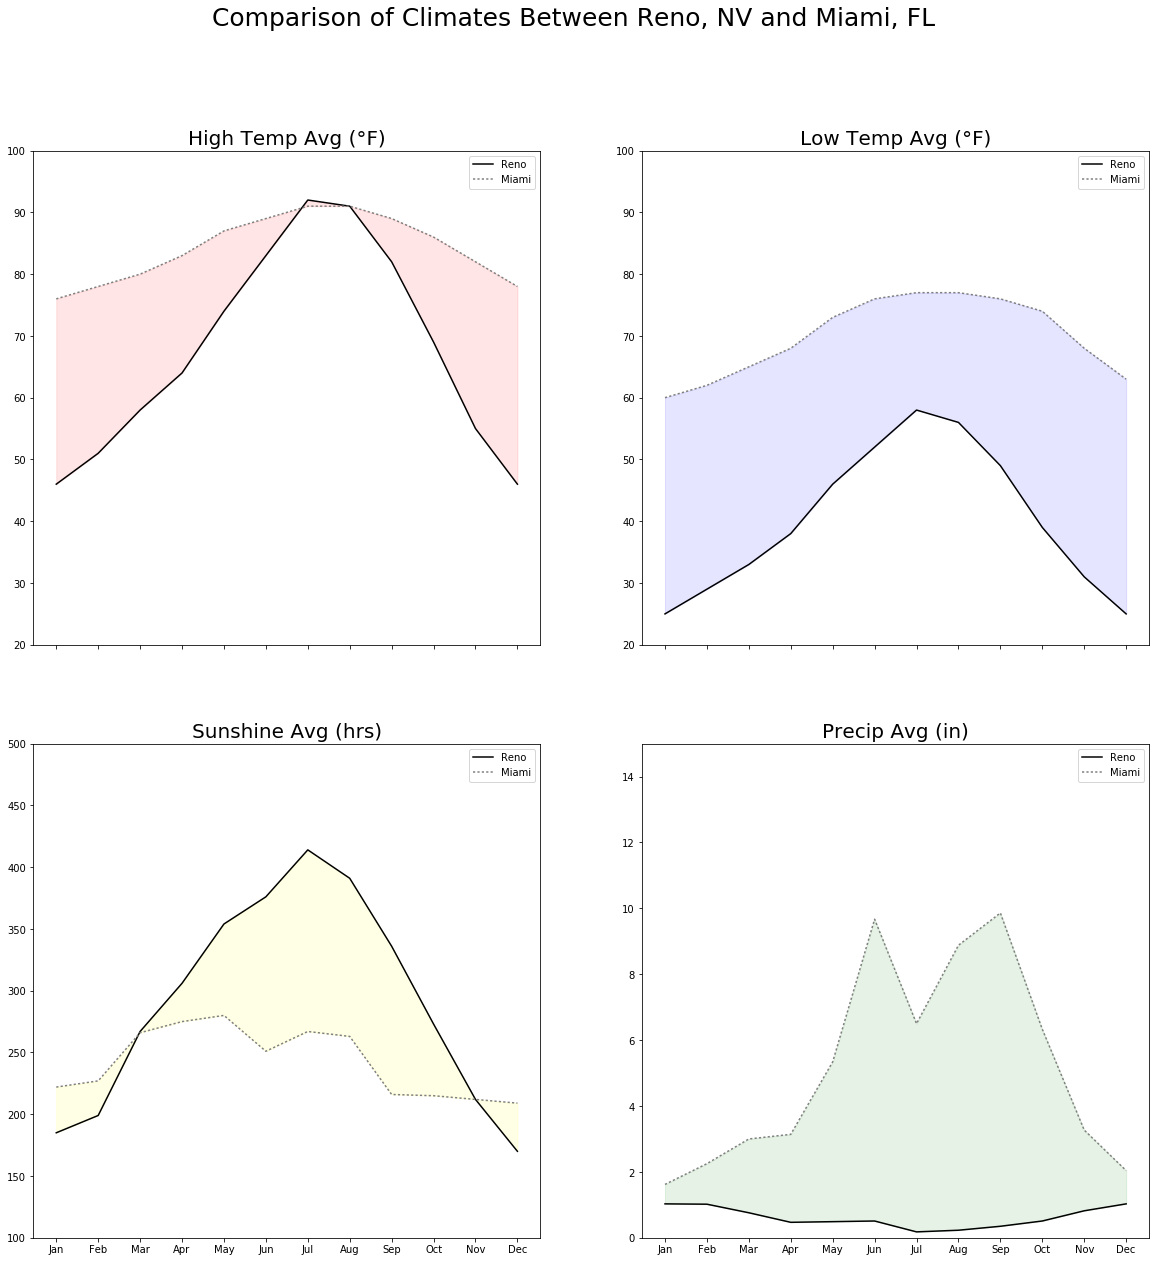 Comparison of Climates Between Reno, NV and Miami, FL
High Temp Avg (°F)
100
90
80
70
60
50
40
30
20
Reno
Miami
Low Temp Avg (°F)
100
90
80
70
60
50
40
30
20
Reno
Miami
Sunshine Avg (hrs)
500
450
400
350
300
250
200
150
100
Reno
Miami
Jan Feb Mar Apr May Jun Jul Aug Sep Oct Nov Dec
Precip Avg (in)
14
12
10
8
6
4
2
0
Reno
Miami
Jan Feb Mar Apr May Jun Jul Aug Sep Oct Nov Dec